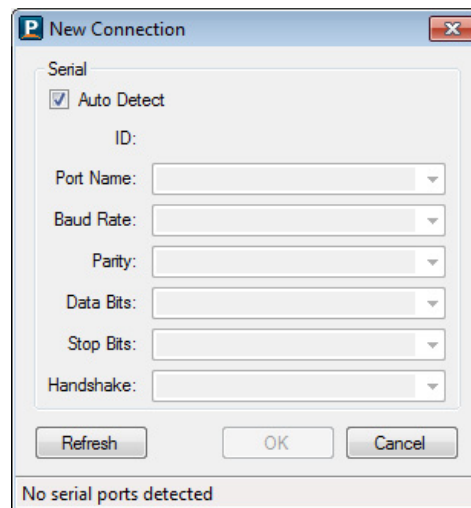 P New Connection
Serial
Auto Detect
ID:
Port Name:
Baud Rate:
Parity:
Data Bits:
Stop Bits:
Handshake:
Refresh OK Cancel
No serial ports detected